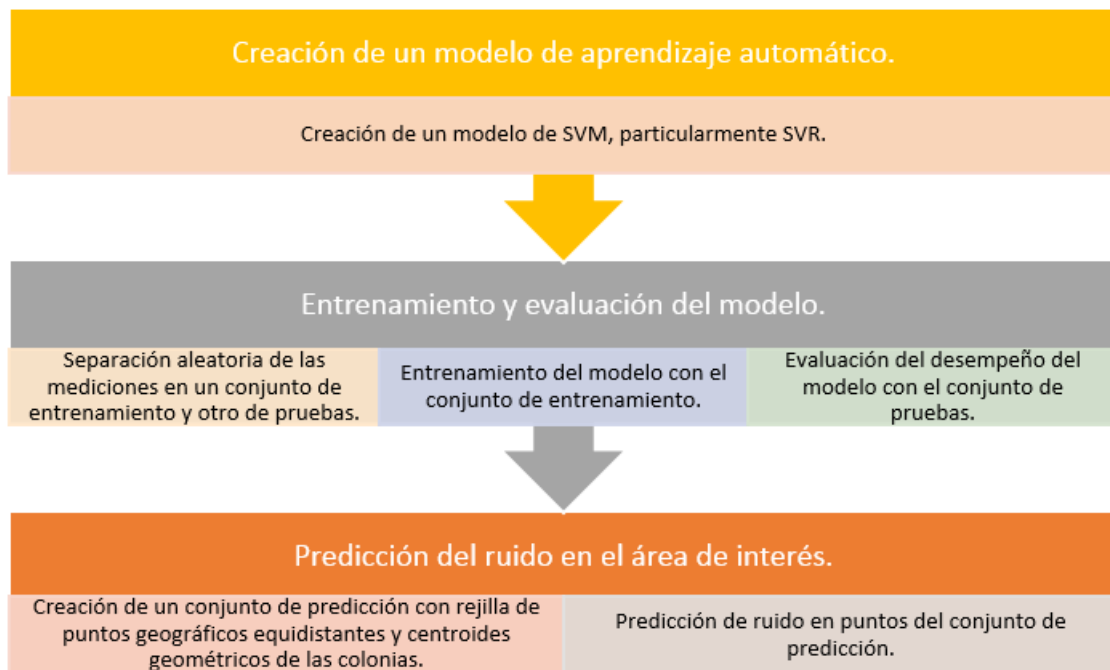 Creación de un modelo de aprendizaje automático.
Creación de un modelo de SVM, particularmente SVR.
Entrenamiento y evaluación del modelo.
Separación aleatoria de las
mediciones en un conjunto de
entrenamiento y otro de pruebas.
Entrenamiento del modelo con el
conjunto de entrenamiento.
Evaluación del desempeño del
modelo con el conjunto de
pruebas.
Predicción del ruido en el área de interés.
Creación de un conjunto de predicción con rejilla de
puntos geográficos equidistantes y centroides
geométricos de las colonias.
Predicción de ruido en puntos del conjunto de
predicción.